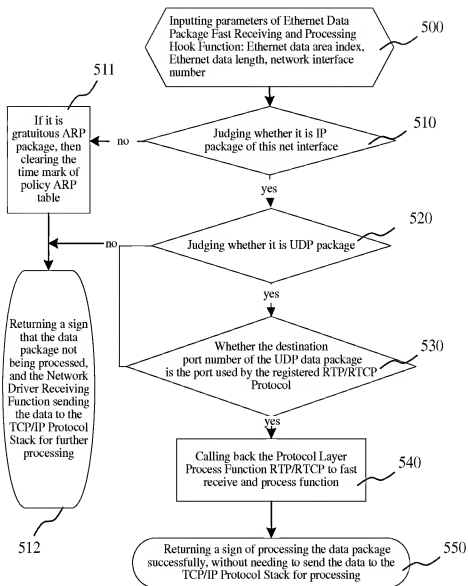 Inputting parameters of Ethernet Data
Package Fast Receiving and Processing
Hook Function: Ethernet data area index,
Ethernet data length, network interface
number
500
511
If it is
gratuitous ARP
package, then
clearing the
time mark of
policy ARP
table
no
Judging whether it is IP
package of this net interface
510
yes
520
no
Judging whether it is UDP package
yes
Returning a sign
that the data
package not
being processed,
and the Network
Driver Receiving
Function sending
the data to the
TCP/IP Protocol
Stack for further
processing
512
Whether the destination
port number of the UDP data package
is the port used by the registered RTP/RTCP
Protocol
530
yes
Calling back the Protocol Layer
Process Function RTP/RTCP to fast
receive and process function
540
Returning a sign of processing the data package
successfully, without needing to send the data to the
TCP/IP Protocol Stack for processing
550